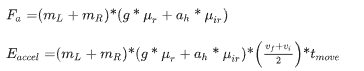 F_a = (m_L + m_R) * (g * μ_r + a_h * μ_ir)
E_accel = (m_L + m_R) * (g * μ_r + a_h * μ_ir) * ((v_f + v_i) / 2) * t_move